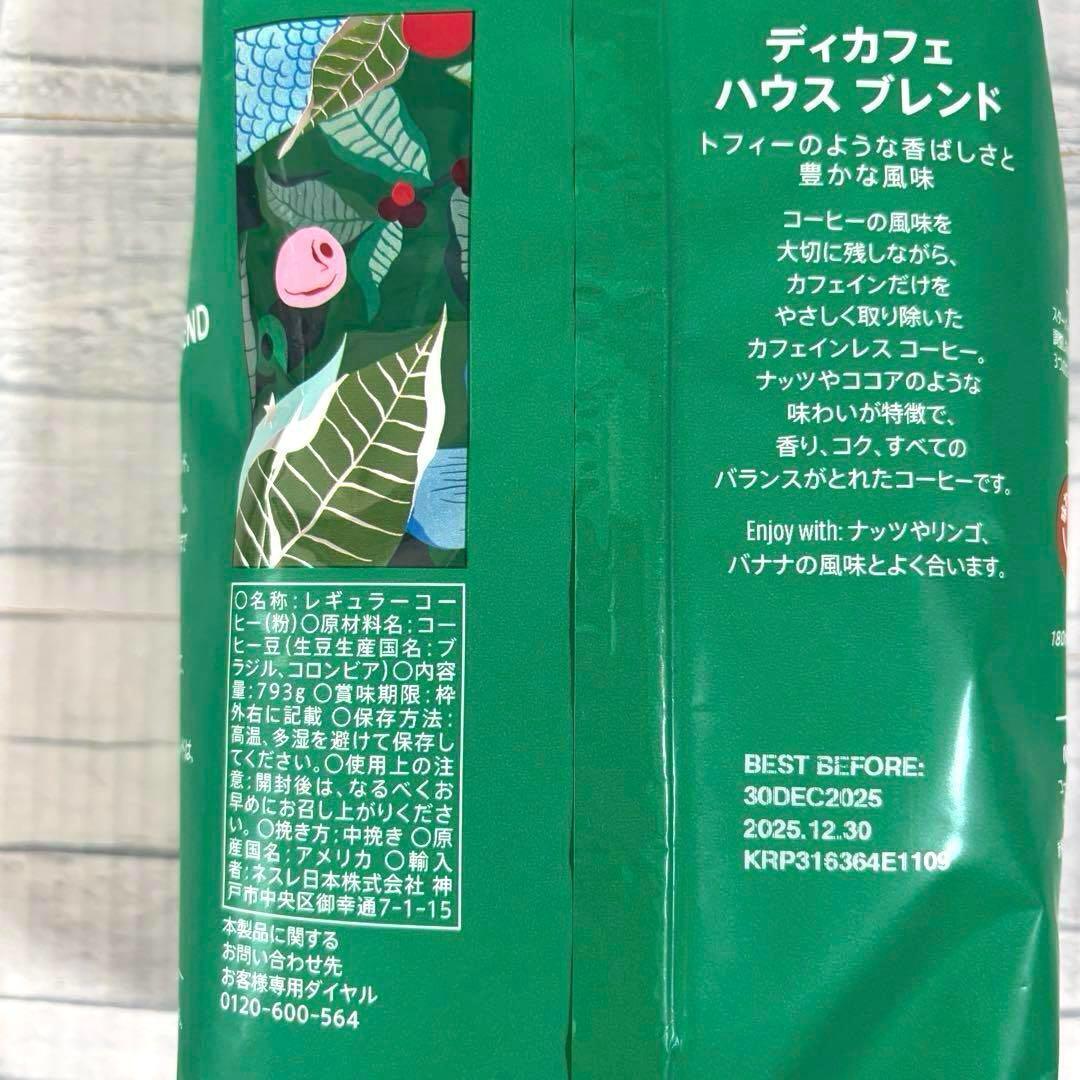 ディカフェ
ハウス ブレンド
トフィーのような香ばしさと
豊かな風味
コーヒーの風味を
大切に残しながら、
カフェインだけを
やさしく取り除いた
カフェインレス コーヒー。
ナッツやココアのような
味わいが特徴で、
香り、コク、すべての
バランスがとれたコーヒーです。
Enjoy with: ナッツやリンゴ、
バナナの風味とよく合います。
BEST BEFORE:
30DEC2025
2025.12.30
KRP316364E1109
〇名称:レギュラーコー
ヒー(粉)〇原材料名:コー
ヒー豆(生豆生産国名:ブ
ラジル、コロンビア)〇内容
量:793g 〇賞味期限:枠
外右に記載 〇保存方法:
高温、多湿を避けて保存し
てください。〇使用上の注
意:開封後は、なるべくお
早めにお召し上がりくださ
い。〇挽き方:中挽き 〇原
産国名:アメリカ 〇輸入
者:ネスレ日本株式会社 神
戸市中央区御幸通7-1-15
本製品に関する
お問い合わせ先
お客様専用ダイヤル
0120-600-564